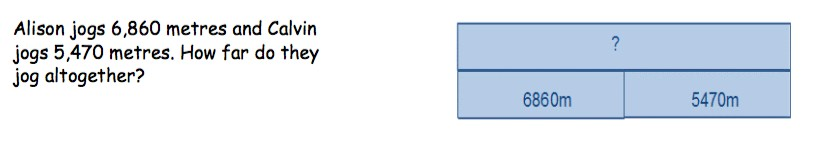 Alison jogs 6,860 metres and Calvin
jogs 5,470 metres. How far do they
jog altogether?
?
6860m 5470m